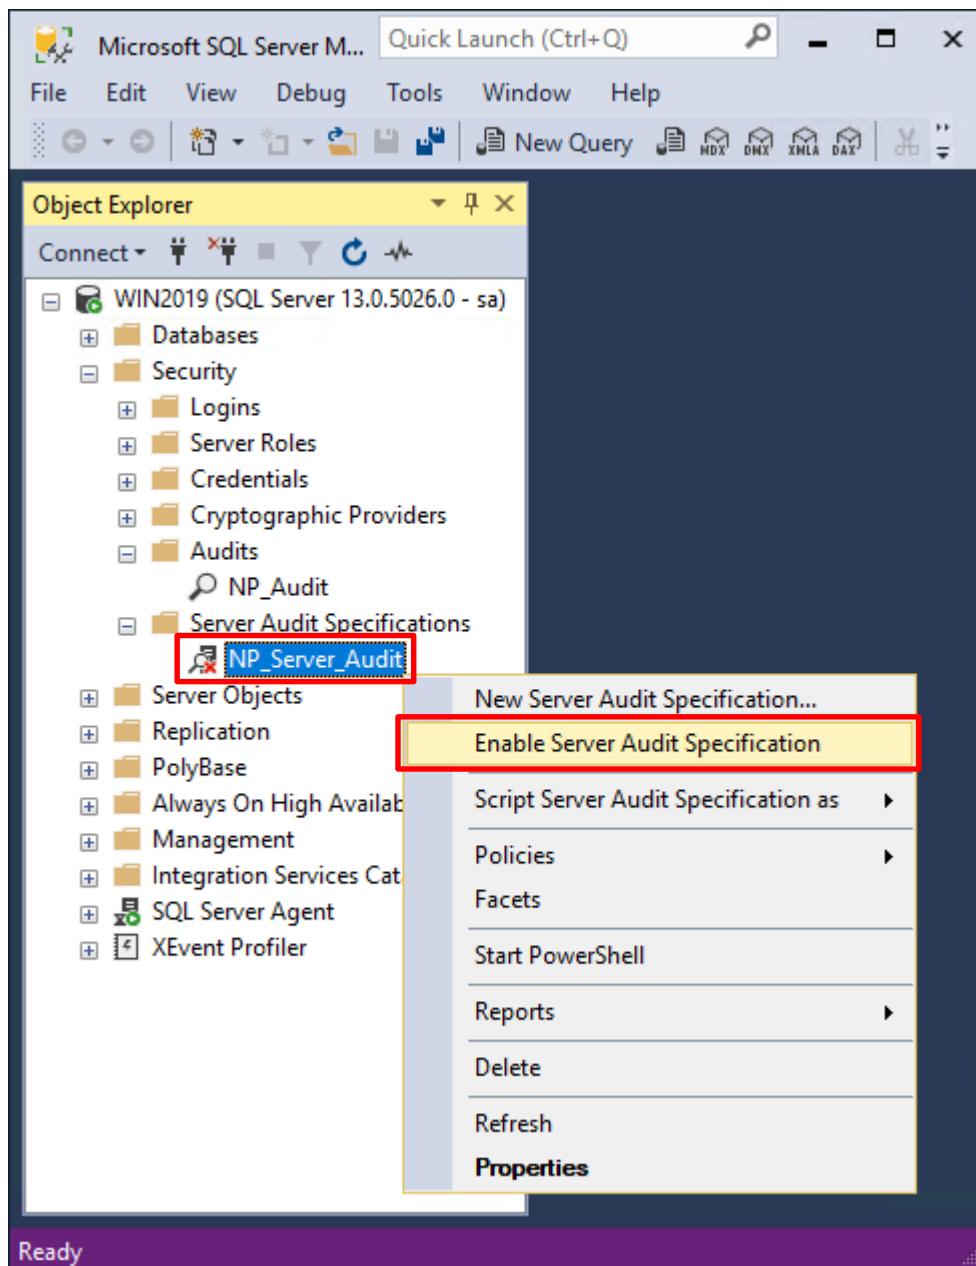 Microsoft SQL Server M...
Quick Launch (Ctrl+Q)
File Edit View Debug Tools Window Help
New Query MDX DMX XMLA DAX
Object Explorer
Connect
WIN2019 (SQL Server 13.0.5026.0 - sa)
Databases
Security
Logins
Server Roles
Credentials
Cryptographic Providers
Audits
NP_Audit
Server Audit Specifications
NP_Server_Audit
Server Objects
Replication
PolyBase
Always On High Availab
Management
Integration Services Cat
SQL Server Agent
XEvent Profiler
New Server Audit Specification...
Enable Server Audit Specification
Script Server Audit Specification as
Policies
Facets
Start PowerShell
Reports
Delete
Refresh
Properties
Ready